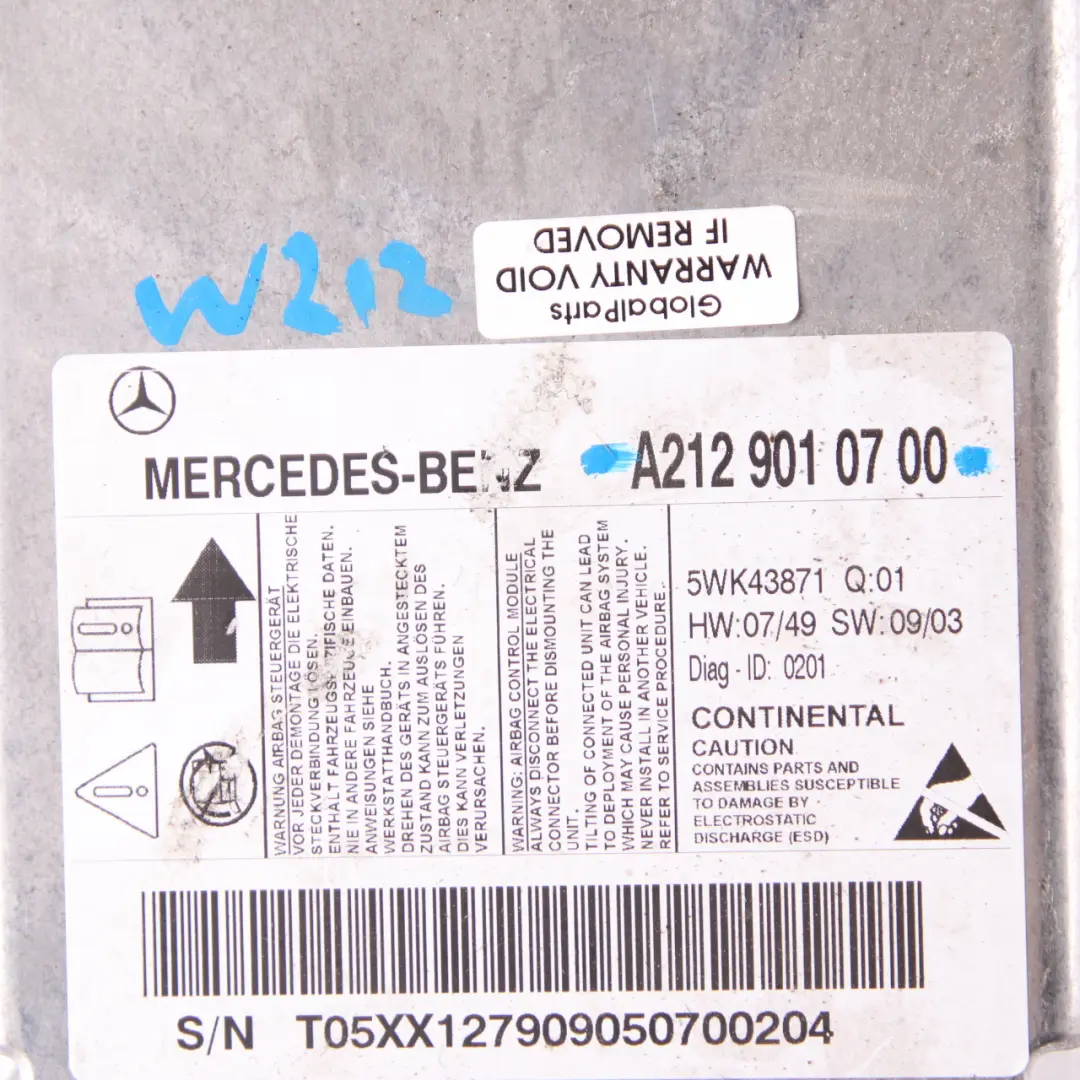 W212
GlobalParts
WARRANTY VOID
IF REMOVED
MERCEDES-BENZ
A212 901 07 00
WARNUNG AIRBAG STEUERGERÄT
VOR JEDER DEMONTAGE DIE ELEKTRISCHE
STECKVERBINDUNG LÖSEN.
ENTHÄLT FAHRZEUGSPEZIFISCHE DATEN.
NIE IN ANDERE FAHRZEUGE EINBAUEN.
ANWEISUNGEN SIEHE
WERKSTATTHANDBUCH.
DREHEN DES GERÄTS IN ANGESTECKTEM
ZUSTAND KANN ZUM AUSLÖSEN DES
AIRBAG STEUERGERÄTS FÜHREN.
DIES KANN VERLETZUNGEN
VERURSACHEN.
WARNING: AIRBAG CONTROL MODULE
ALWAYS DISCONNECT THE ELECTRICAL
CONNECTOR BEFORE DISMOUNTING THE
UNIT.
TILTING OF CONNECTED UNIT CAN LEAD
TO DEPLOYMENT OF THE AIRBAG SYSTEM
WHICH MAY CAUSE PERSONAL INJURY.
NEVER INSTALL IN ANOTHER VEHICLE.
REFER TO SERVICE PROCEDURE.
5WK43871 Q:01
HW:07/49 SW:09/03
Diag - ID: 0201
CONTINENTAL
CAUTION
CONTAINS PARTS AND
ASSEMBLIES SUSCEPTIBLE
TO DAMAGE BY
ELECTROSTATIC
DISCHARGE (ESD)
S/N T05XX127909050700204